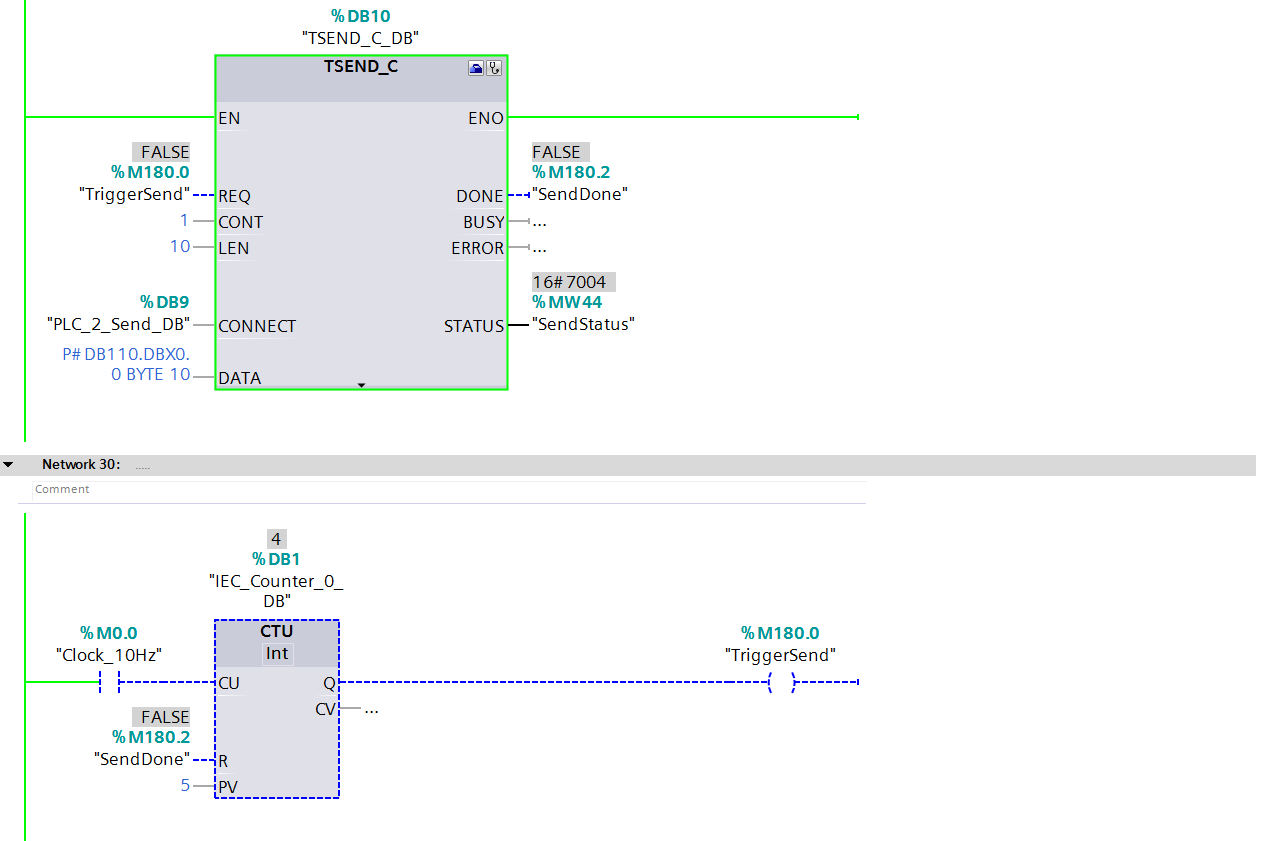 %DB10
"TSEND_C_DB"
TSEND_C
EN ENO
FALSE FALSE
%M180.0 %M180.2
"TriggerSend" REQ DONE "SendDone"
1 CONT BUSY ...
10 LEN ERROR ...
16#7004
%DB9 %MW44
"PLC_2_Send_DB" CONNECT STATUS "SendStatus"
P#DB110.DBX0.
0 BYTE 10 DATA
Network 30: .....
Comment
4
%DB1
"IEC_Counter_0_
DB"
%M0.0 CTU %M180.0
"Clock_10Hz" Int "TriggerSend"
CU Q
CV ...
FALSE
%M180.2
"SendDone" R
5 PV